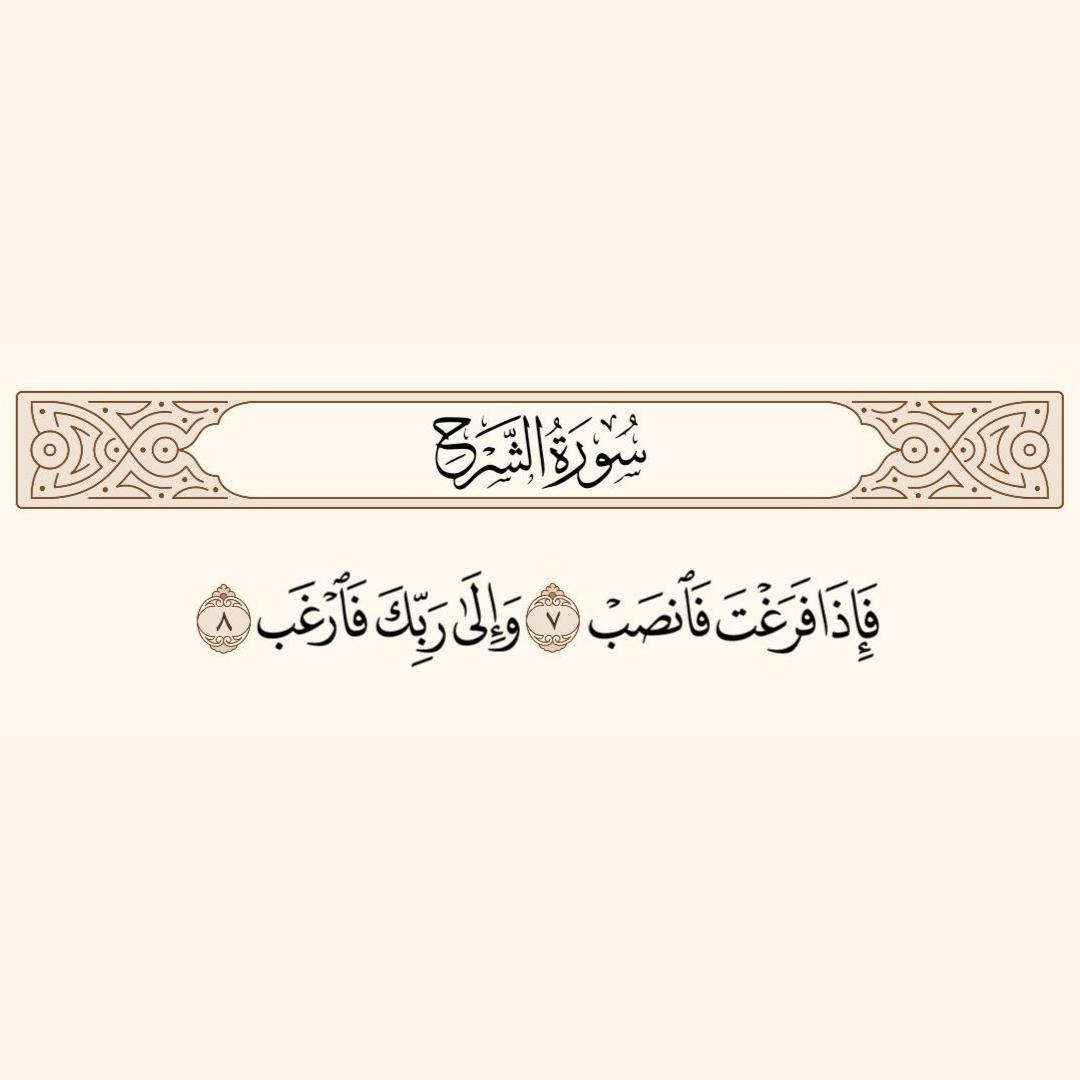 سُورَةُ الشَّرْحِ
فَإِذَا فَرَغْتَ فَٱنصَبْ ٧ وَإِلَىٰ رَبِّكَ فَٱرْغَب ٨